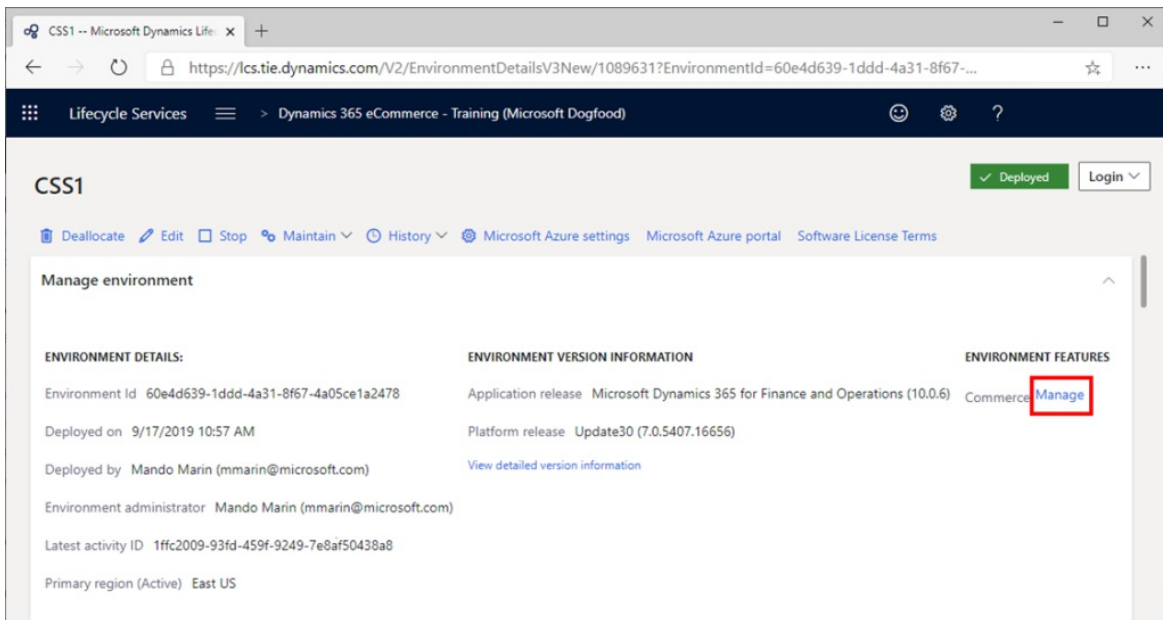 CSS1 -- Microsoft Dynamics Life
https://lcs.tie.dynamics.com/V2/EnvironmentDetailsV3New/1089631?EnvironmentId=60e4d639-1ddd-4a31-8f67-...
Lifecycle Services > Dynamics 365 eCommerce - Training (Microsoft Dogfood) ?
CSS1 Deployed Login
Deallocate Edit Stop Maintain History Microsoft Azure settings Microsoft Azure portal Software License Terms
Manage environment
ENVIRONMENT DETAILS: ENVIRONMENT VERSION INFORMATION ENVIRONMENT FEATURES
Environment Id 60e4d639-1ddd-4a31-8f67-4a05ce1a2478 Application release Microsoft Dynamics 365 for Finance and Operations (10.0.6) Commerce Manage
Deployed on 9/17/2019 10:57 AM Platform release Update30 (7.0.5407.16656)
Deployed by Mando Marin (mmarin@microsoft.com) View detailed version information
Environment administrator Mando Marin (mmarin@microsoft.com)
Latest activity ID 1ffc2009-93fd-459f-9249-7e8af50438a8
Primary region (Active) East US